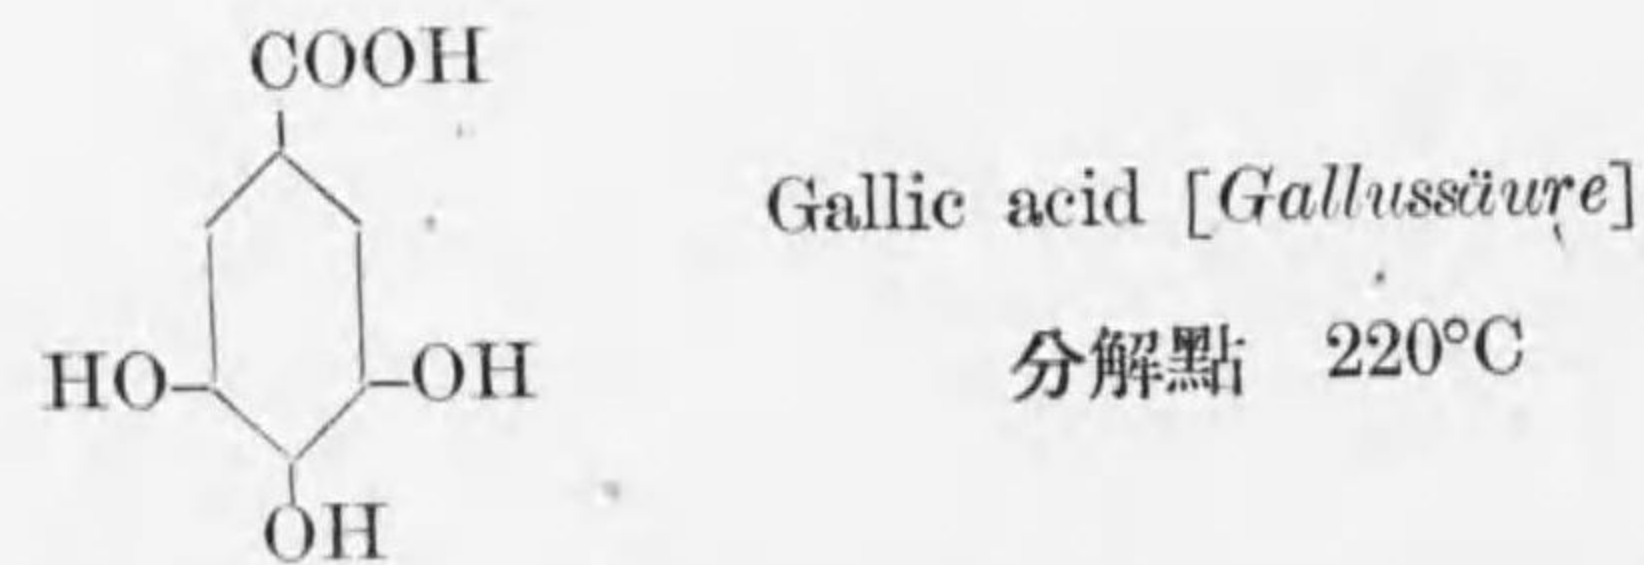 COOH
Gallic acid [Gallussäure]
分解點 220°C
HO
OH
OH